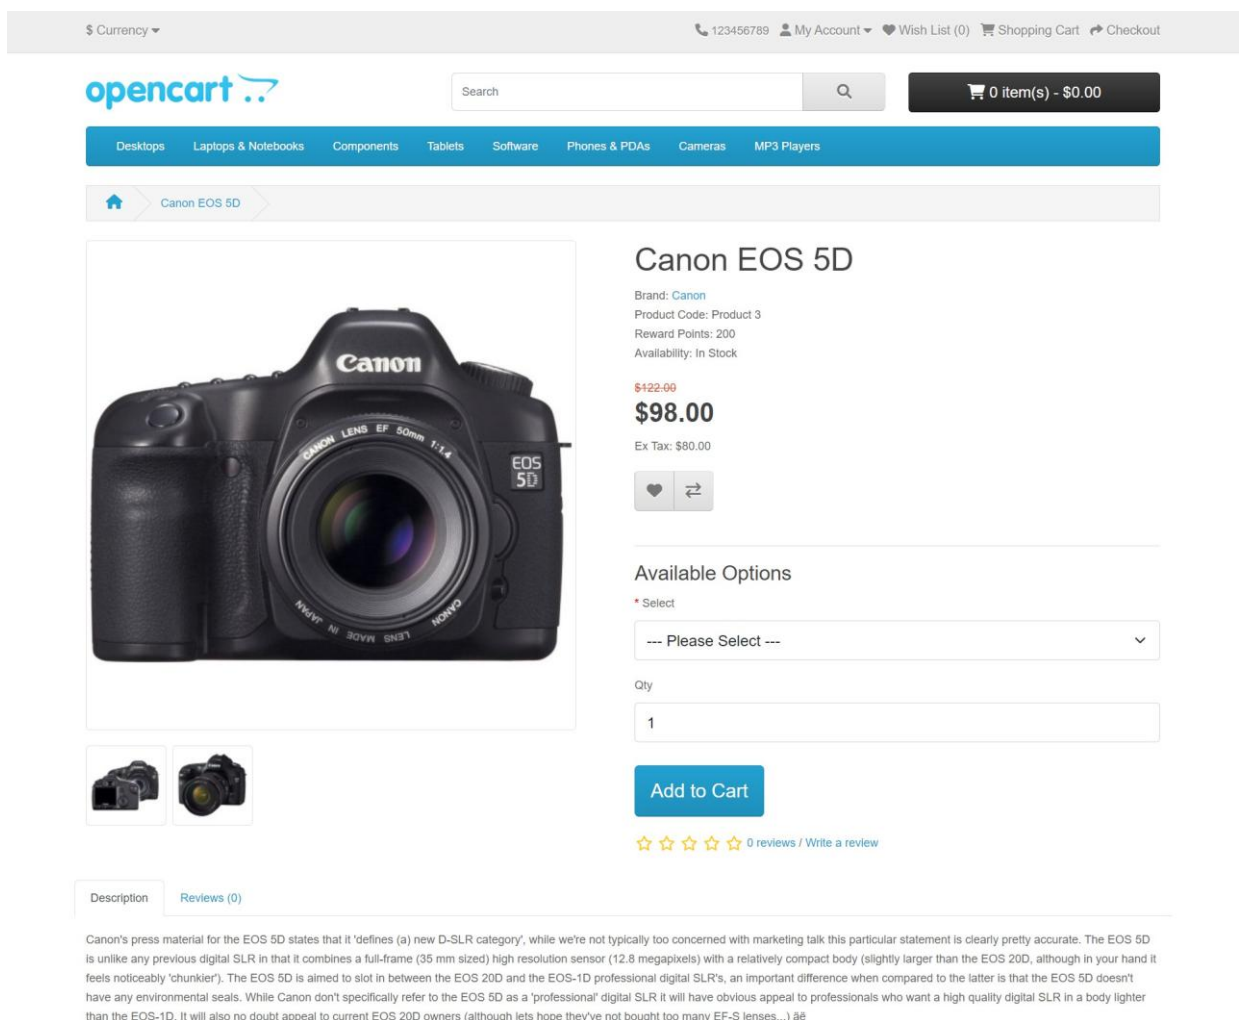 $ Currency
123456789 My Account Wish List (0) Shopping Cart Checkout
opencart
Search
0 item(s) - $0.00
Desktops Laptops & Notebooks Components Tablets Software Phones & PDAs Cameras MP3 Players
Canon EOS 5D
Canon
CANON LENS EF 50mm 1:1.4
EOS
5D
CANON LENS MADE IN JAPAN
Canon EOS 5D
Brand: Canon
Product Code: Product 3
Reward Points: 200
Availability: In Stock
$122.00
$98.00
Ex Tax: $80.00
Available Options
* Select
--- Please Select ---
Qty
1
Add to Cart
0 reviews / Write a review
Description Reviews (0)
Canon's press material for the EOS 5D states that it 'defines (a) new D-SLR category', while we're not typically too concerned with marketing talk this particular statement is clearly pretty accurate. The EOS 5D
is unlike any previous digital SLR in that it combines a full-frame (35 mm sized) high resolution sensor (12.8 megapixels) with a relatively compact body (slightly larger than the EOS 20D, although in your hand it
feels noticeably 'chunkier'). The EOS 5D is aimed to slot in between the EOS 20D and the EOS-1D professional digital SLR's, an important difference when compared to the latter is that the EOS 5D doesn't
have any environmental seals. While Canon don't specifically refer to the EOS 5D as a 'professional' digital SLR it will have obvious appeal to professionals who want a high quality digital SLR in a body lighter
than the EOS-1D. It will also no doubt appeal to current EOS 20D owners (although lets hope they've not bought too many EF-S lenses...) äë